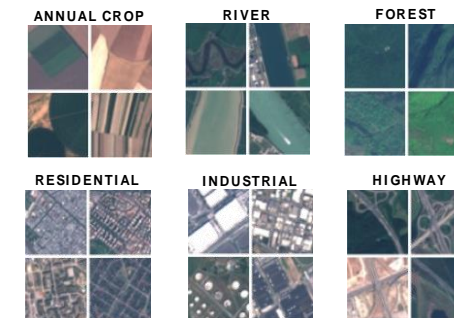 ANNUAL CROP
RIVER
FOREST
RESIDENTIAL
INDUSTRIAL
HIGHWAY